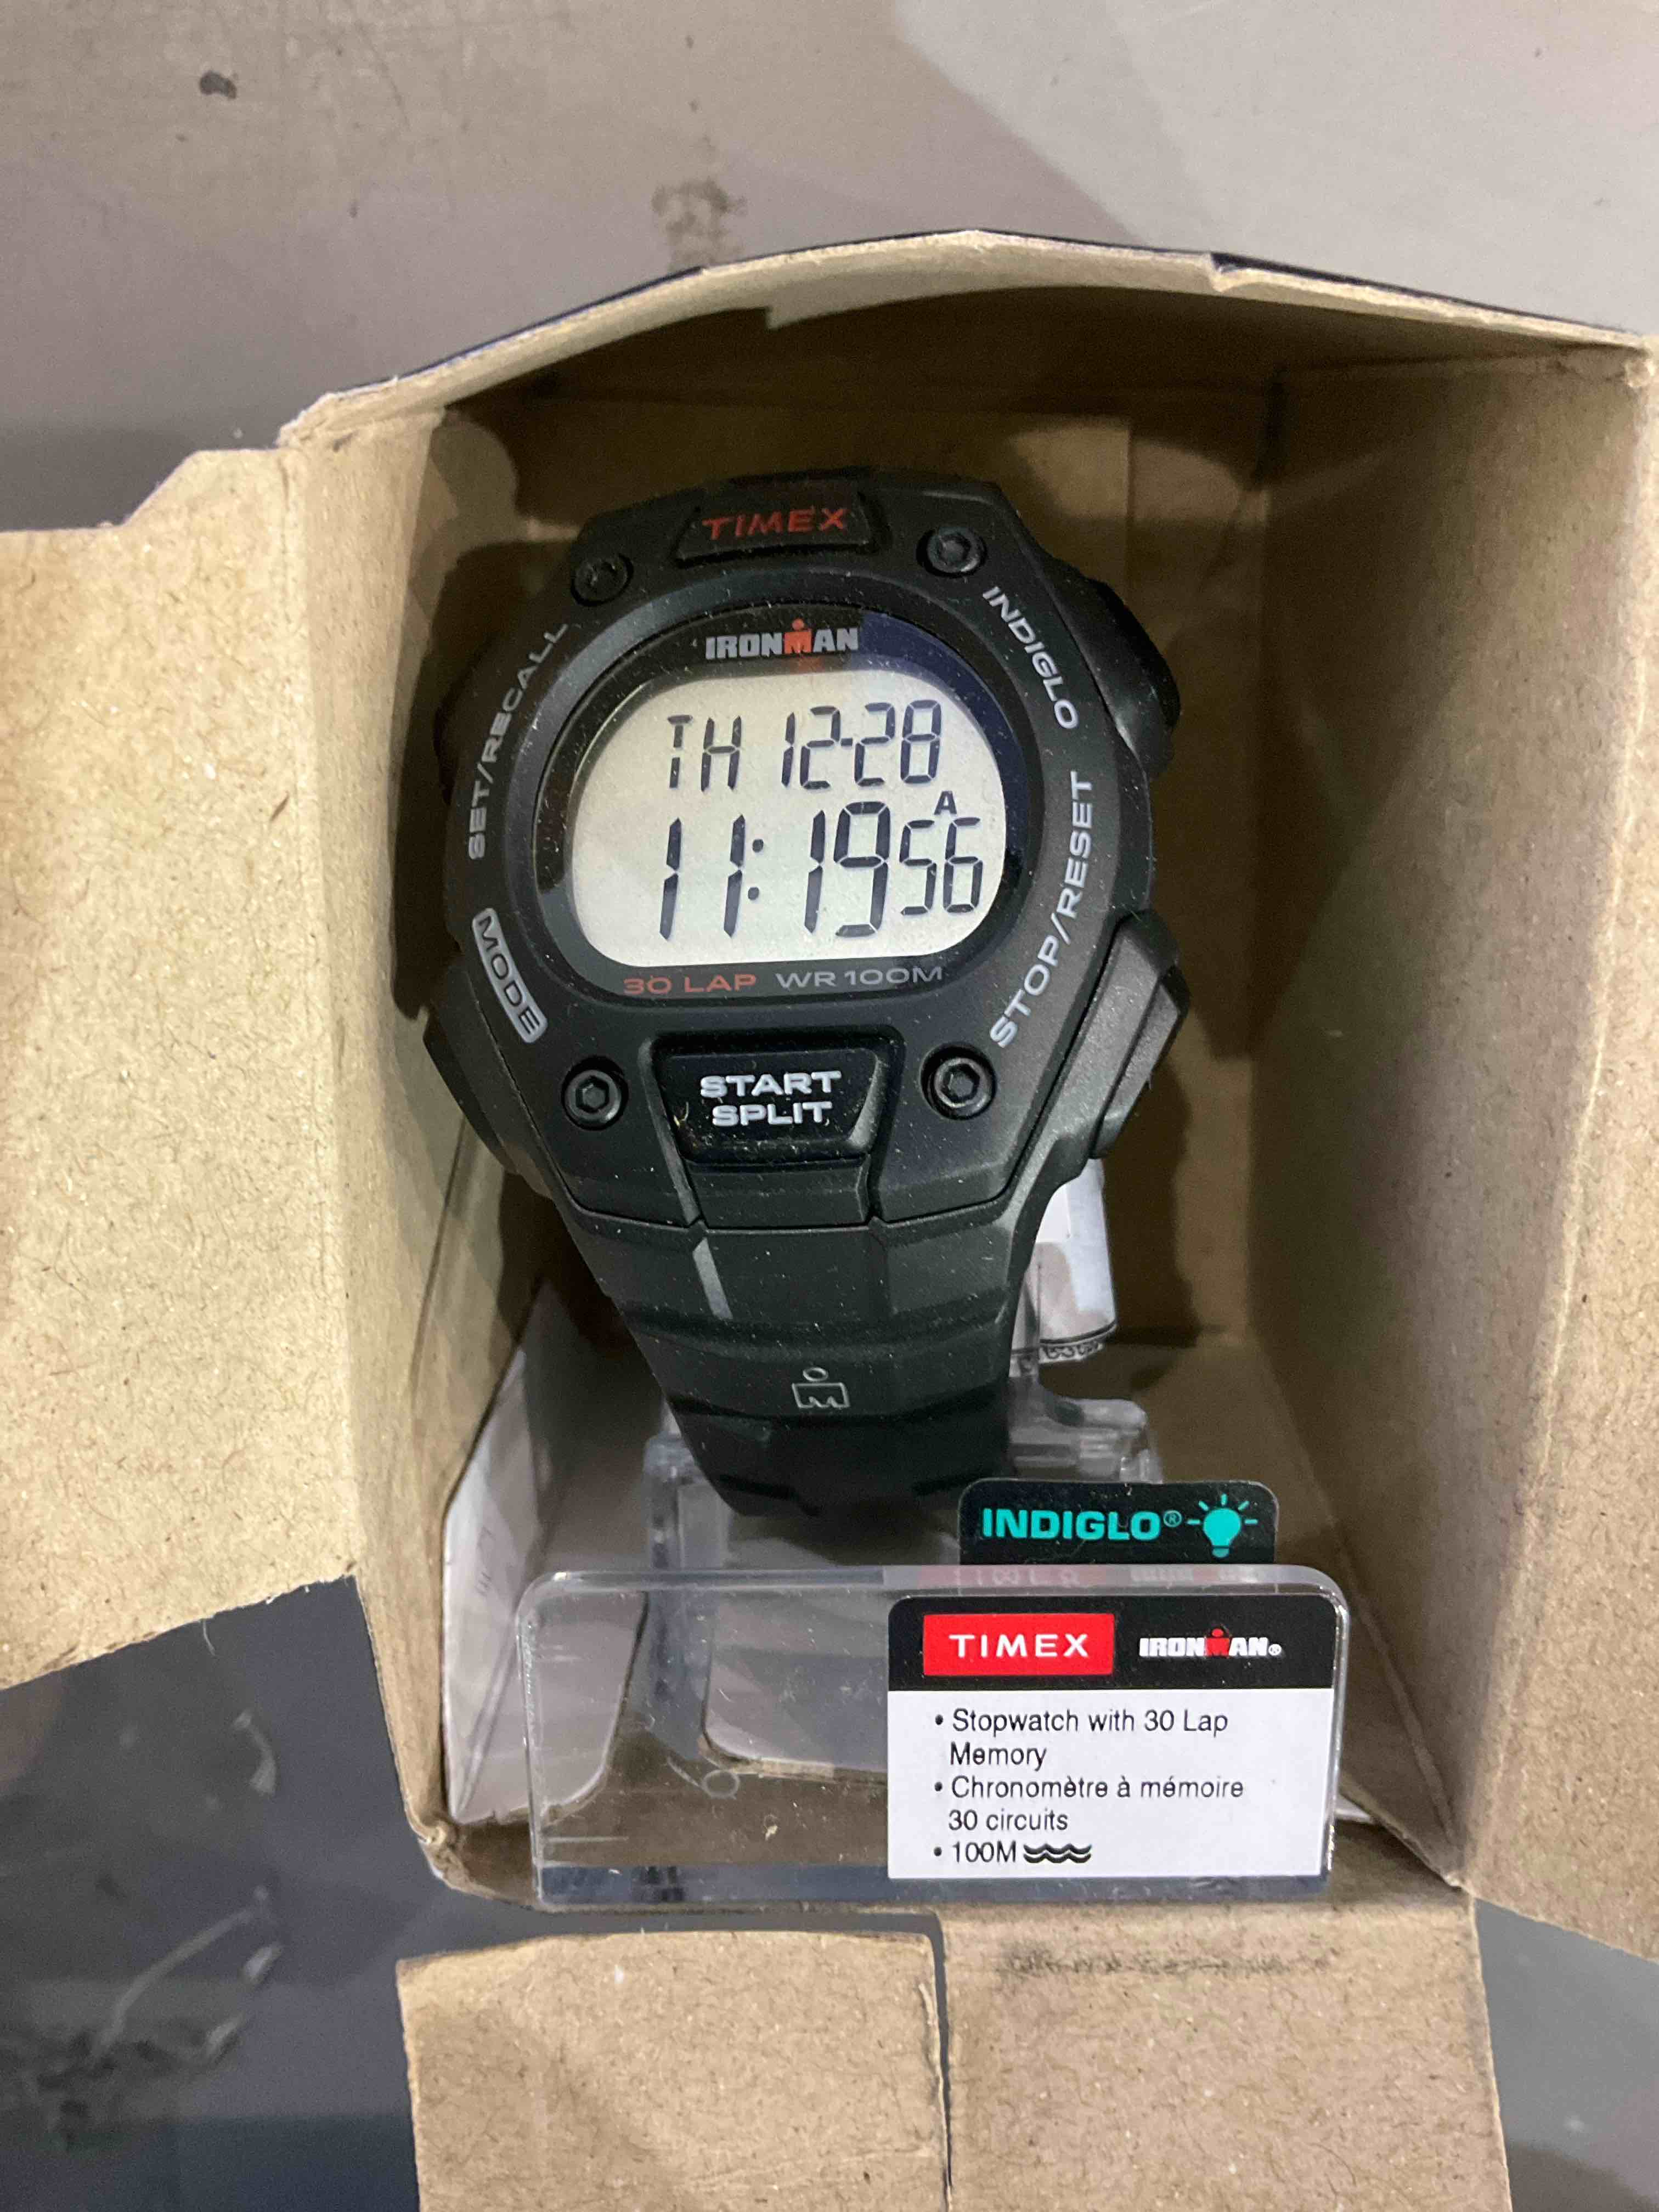 TIMEX
IRONMAN
INDIGLO
SET/RECALL
TH 12-28
A
11:19 56
MODE
STOP/RESET
30 LAP WR 100M
START
SPLIT
INDIGLO®
TIMEX IRONMAN®
• Stopwatch with 30 Lap
Memory
• Chronomètre à mémoire
30 circuits
• 100M